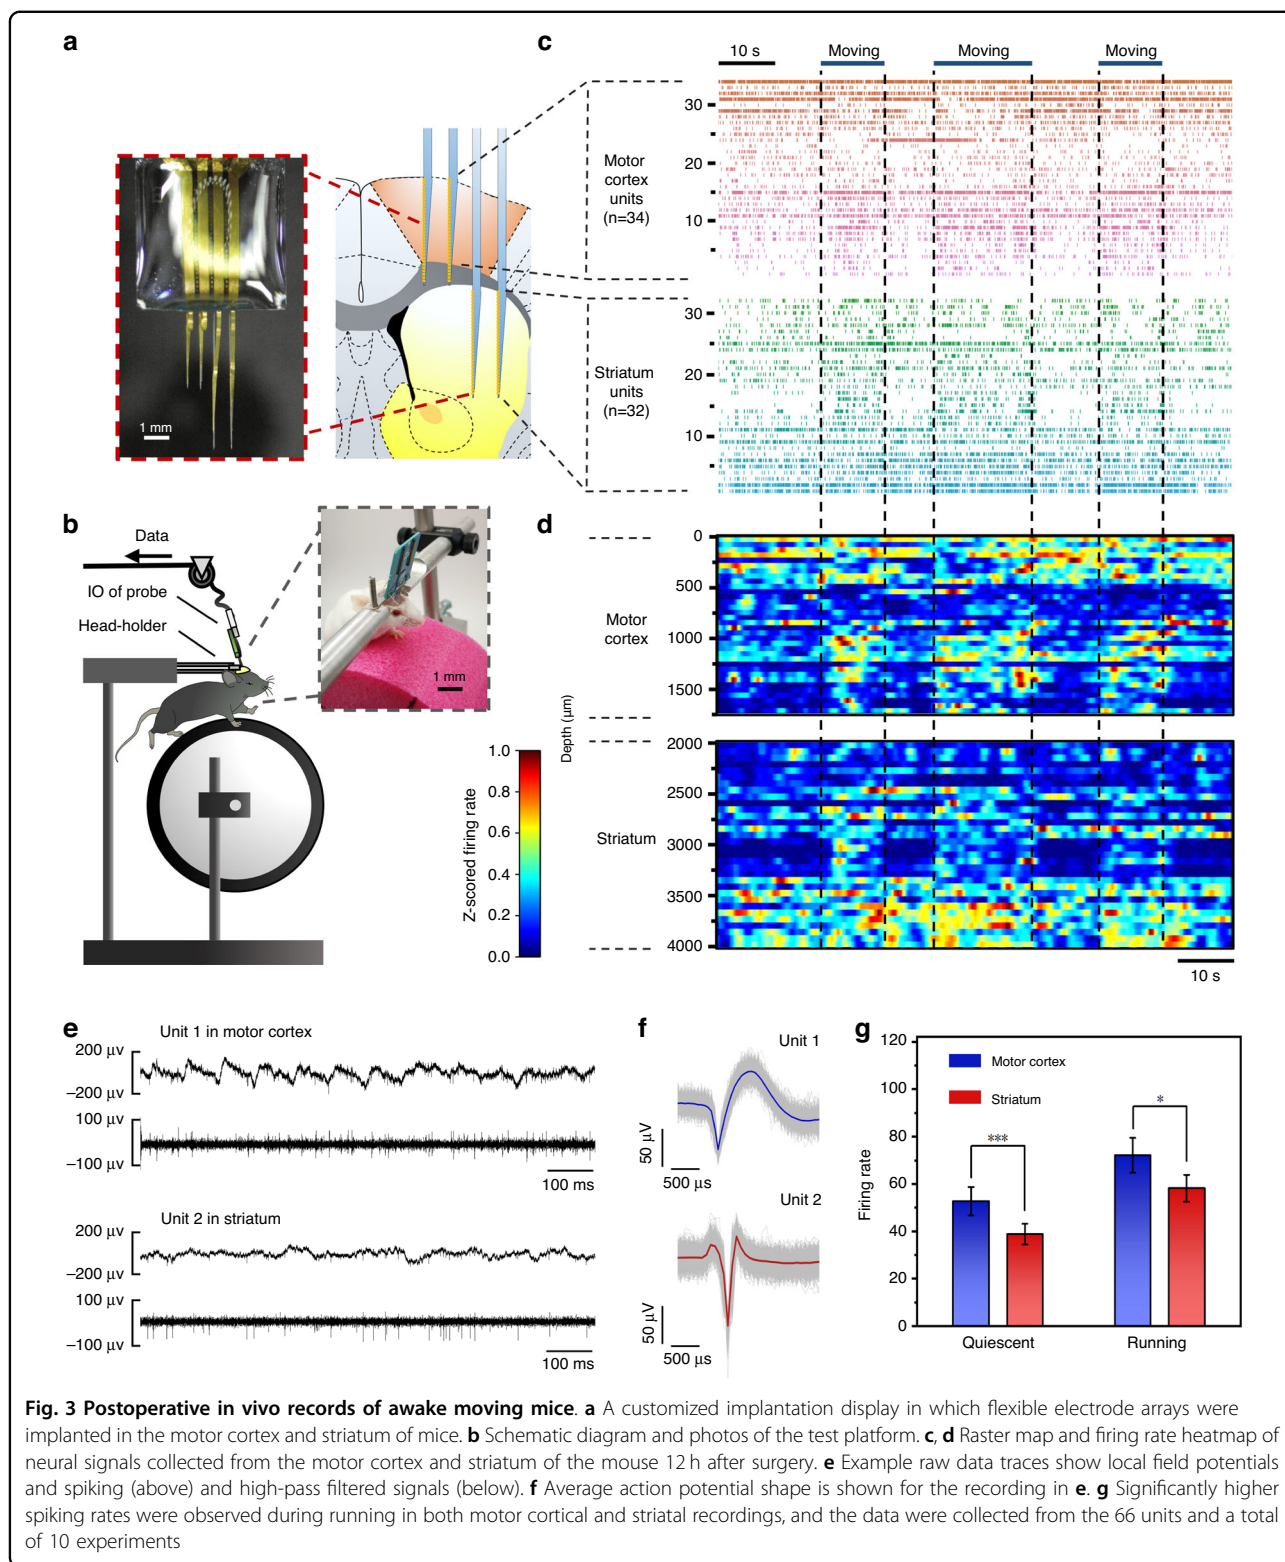 a
1 mm
c
10 s
Moving
Moving
Moving
Motor
cortex
units
(n=34)
30
20
10
Striatum
units
(n=32)
30
20
10
b
Data
IO of probe
Head-holder
1 mm
1.0
0.8
0.6
0.4
0.2
0.0
Z-scored firing rate
d
Depth (μm)
Motor
cortex
0
500
1000
1500
Striatum
2000
2500
3000
3500
4000
10 s
e
Unit 1 in motor cortex
200 μv
−200 μv
100 μv
−100 μv
100 ms
Unit 2 in striatum
200 μv
−200 μv
100 μv
−100 μv
100 ms
f
Unit 1
50 μV
500 μs
Unit 2
50 μV
500 μs
g
Firing rate
120
100
80
60
40
20
0
Motor cortex
Striatum
***
*
Quiescent
Running
Fig. 3 Postoperative in vivo records of awake moving mice. a A customized implantation display in which flexible electrode arrays were
implanted in the motor cortex and striatum of mice. b Schematic diagram and photos of the test platform. c, d Raster map and firing rate heatmap of
neural signals collected from the motor cortex and striatum of the mouse 12 h after surgery. e Example raw data traces show local field potentials
and spiking (above) and high-pass filtered signals (below). f Average action potential shape is shown for the recording in e. g Significantly higher
spiking rates were observed during running in both motor cortical and striatal recordings, and the data were collected from the 66 units and a total
of 10 experiments